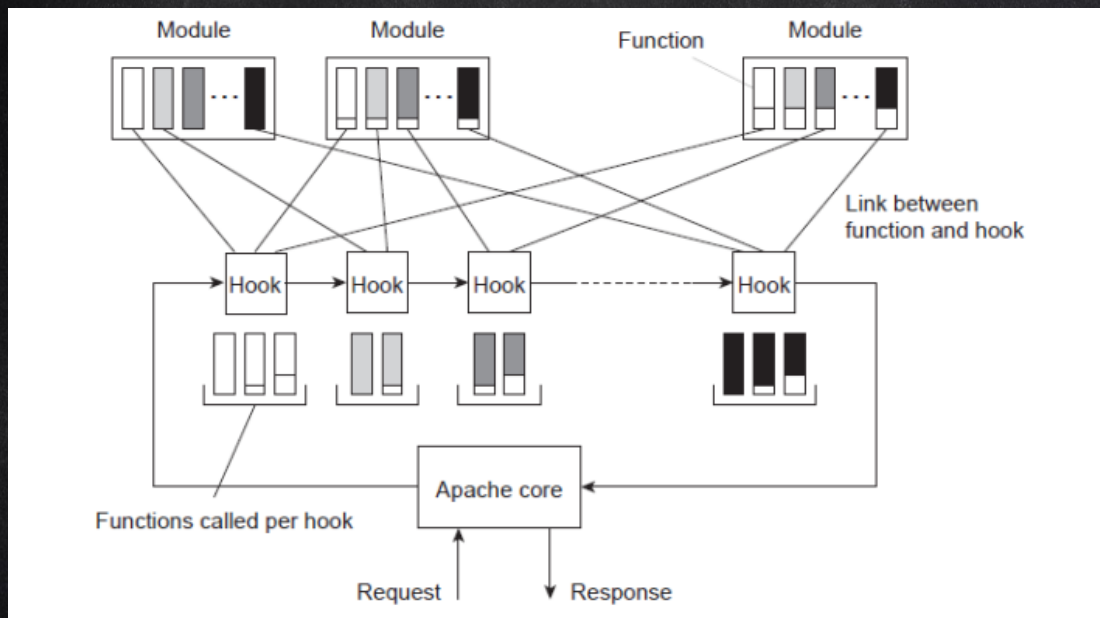 Module
Module
Function
Module
Link between
function and hook
Hook
Hook
Hook
Hook
Apache core
Functions called per hook
Request
Response